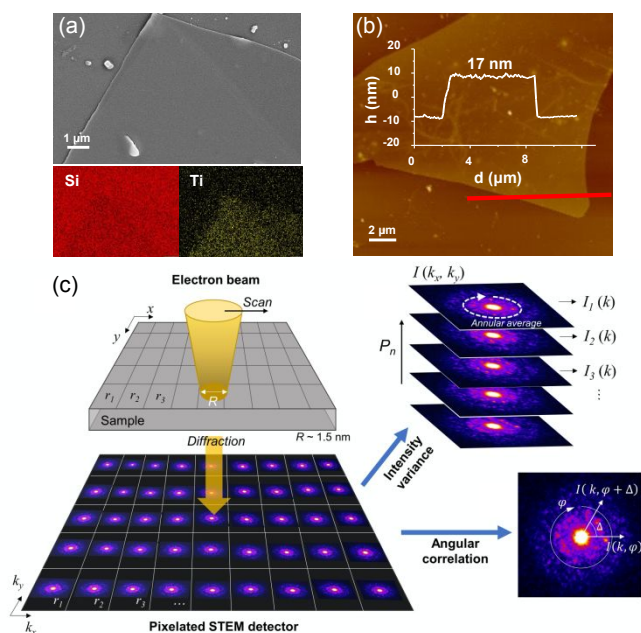 (a)
1 µm
Si
Ti
(b)
17 nm
h (nm)
20
10
0
-10
-20
0
4
8
d (µm)
2 µm
(c)
Electron beam
Scan
x
y
r1
r2
r3
R
Sample
R ~ 1.5 nm
Diffraction
ky
kx
r1
r2
r3
...
Pixelated STEM detector
Intensity
variance
Angular
correlation
I (kx, ky)
Annular average
Pn
I1 (k)
I2 (k)
I3 (k)
⋮
I( k, φ + Δ)
φ
Δ
I(k, φ)